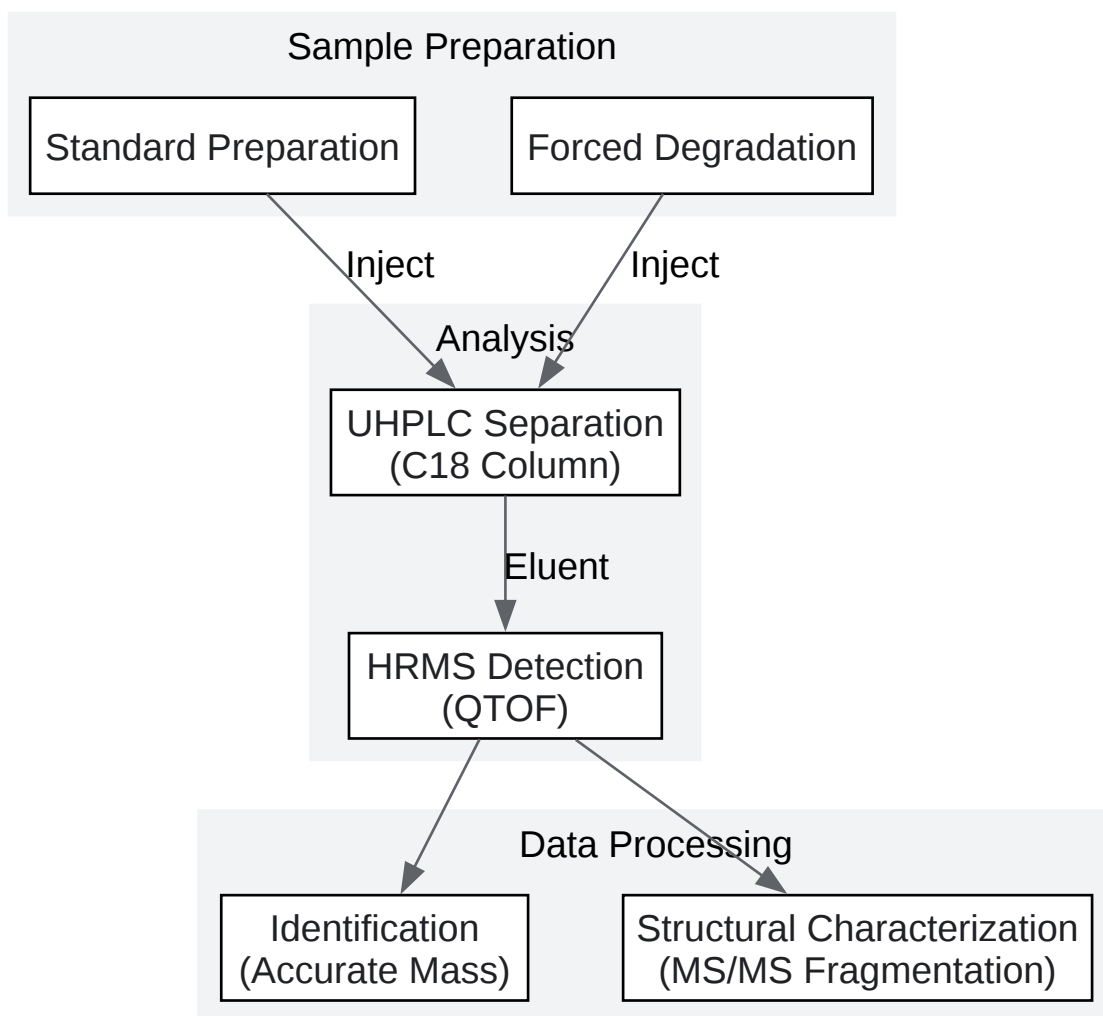 Sample Preparation
Standard Preparation
Forced Degradation
Inject
Inject
Analysis
UHPLC Separation
(C18 Column)
Eluent
HRMS Detection
(QTOF)
Data Processing
Identification
(Accurate Mass)
Structural Characterization
(MS/MS Fragmentation)